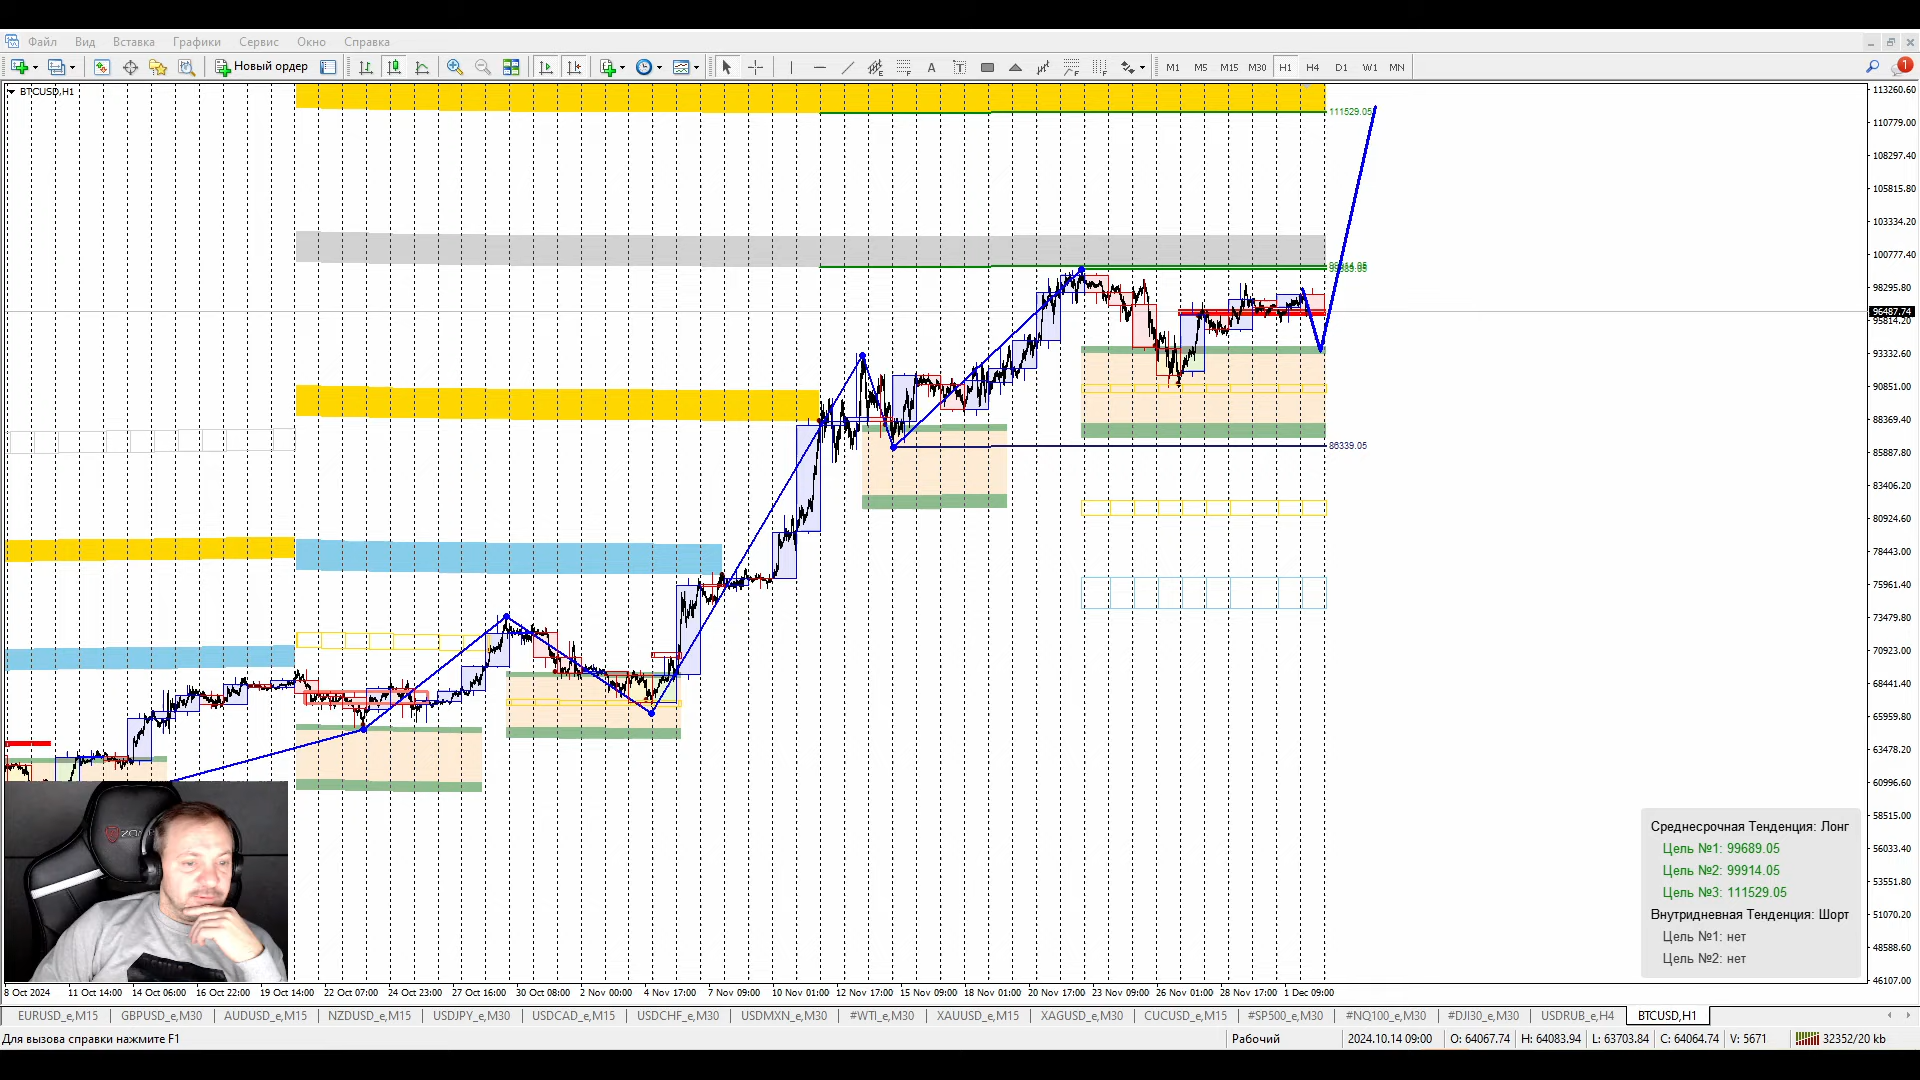 Файл Вид Вставка Графики Сервис Окно Справка
Новый ордер M1 M5 M15 M30 H1 H4 D1 W1 MN 1
BTCUSD,H1
113260.60
111529.05
110779.00
108297.40
105815.80
103334.20
100777.40
98295.80
96487.74
95814.20
93332.60
90851.00
88369.40
86339.05
85887.80
83406.20
80924.60
78443.00
75961.40
73479.80
70923.00
68441.40
65959.80
63478.20
60996.60
58515.00
56033.40
53551.80
51070.20
48588.60
46107.00
Среднесрочная Тенденция: Лонг
Цель №1: 99689.05
Цель №2: 99914.05
Цель №3: 111529.05
Внутридневная Тенденция: Шорт
Цель №1: нет
Цель №2: нет
8 Oct 2024 11 Oct 14:00 14 Oct 06:00 16 Oct 22:00 19 Oct 14:00 22 Oct 07:00 24 Oct 23:00 27 Oct 16:00 30 Oct 08:00 2 Nov 00:00 4 Nov 17:00 7 Nov 09:00 10 Nov 01:00 12 Nov 17:00 15 Nov 09:00 18 Nov 01:00 20 Nov 17:00 23 Nov 09:00 26 Nov 01:00 28 Nov 17:00 1 Dec 09:00
EURUSD_e,M15 GBPUSD_e,M30 AUDUSD_e,M15 NZDUSD_e,M15 USDJPY_e,M30 USDCAD_e,M15 USDCHF_e,M30 USDMXN_e,M30 #WTI_e,M30 XAUUSD_e,M15 XAGUSD_e,M30 CUCUSD_e,M15 #SP500_e,M30 #NQ100_e,M30 #DJI30_e,M30 USDRUB_e,H4 BTCUSD,H1
Для вызова справки нажмите F1 Рабочий 2024.10.14 09:00 O: 64067.74 H: 64083.94 L: 63703.84 C: 64064.74 V: 5671 32352/20 kb